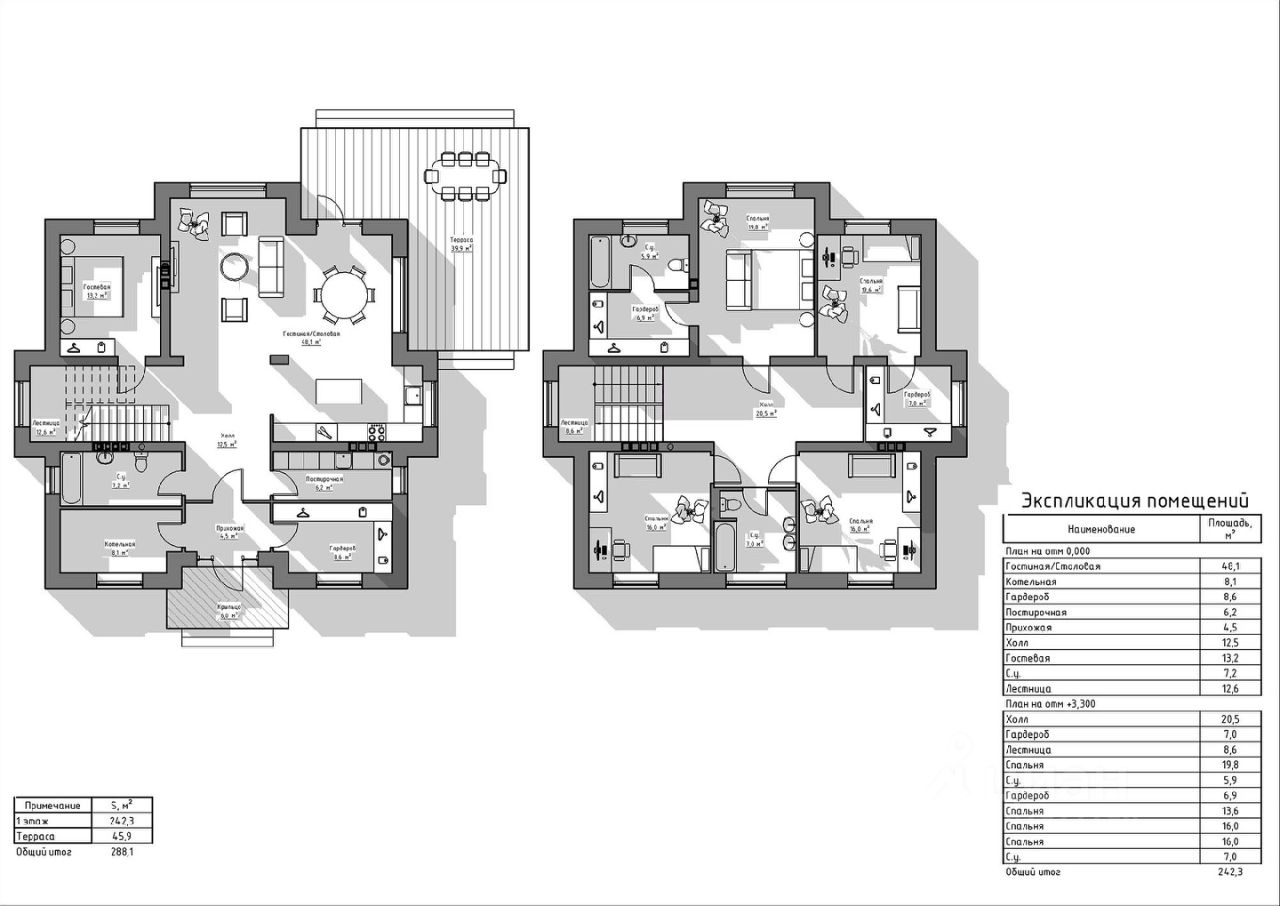 Терраса
39,9 м²
Гостевая
13,2 м²
Гостиная/Столовая
48,1 м²
Лестница
12,6 м²
Холл
12,5 м²
С.у.
7,2 м²
Постирочная
6,2 м²
Прихожая
4,5 м²
Котельная
8,1 м²
Гардероб
8,6 м²
Крыльцо
6,0 м²
Спальня
19,8 м²
С.у.
5,9 м²
Спальня
13,6 м²
Гардероб
6,9 м²
Гардероб
7,0 м²
Холл
20,5 м²
Лестница
8,6 м²
Спальня
16,0 м²
С.у.
7,0 м²
Спальня
16,0 м²
Экспликация помещений
Наименование Площадь, м²
План на отм 0,000
Гостиная/Столовая 48,1
Котельная 8,1
Гардероб 8,6
Постирочная 6,2
Прихожая 4,5
Холл 12,5
Гостевая 13,2
С.у. 7,2
Лестница 12,6
План на отм +3,300
Холл 20,5
Гардероб 7,0
Лестница 8,6
Спальня 19,8
С.у. 5,9
Гардероб 6,9
Спальня 13,6
Спальня 16,0
Спальня 16,0
С.у. 7,0
Общий итог 242,3
Примечание S, м²
1 этаж 242,3
Терраса 45,9
Общий итог 288,1